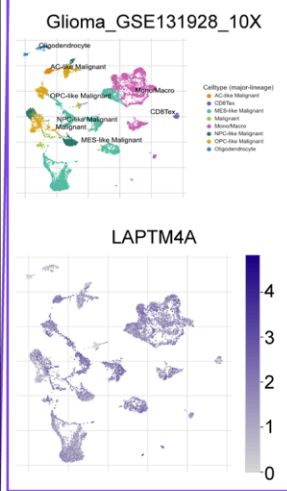 Glioma_GSE131928_10X
Oligodendrocyte
AC-like Malignant
OPC-like Malignant
Mono/Macro
CD8Tex
NPC-like Malignant
Malignant
MES-like Malignant
Celltype (major-lineage)
AC-like Malignant
CD8Tex
MES-like Malignant
Malignant
Mono/Macro
NPC-like Malignant
OPC-like Malignant
Oligodendrocyte
LAPTM4A
4
3
2
1
0